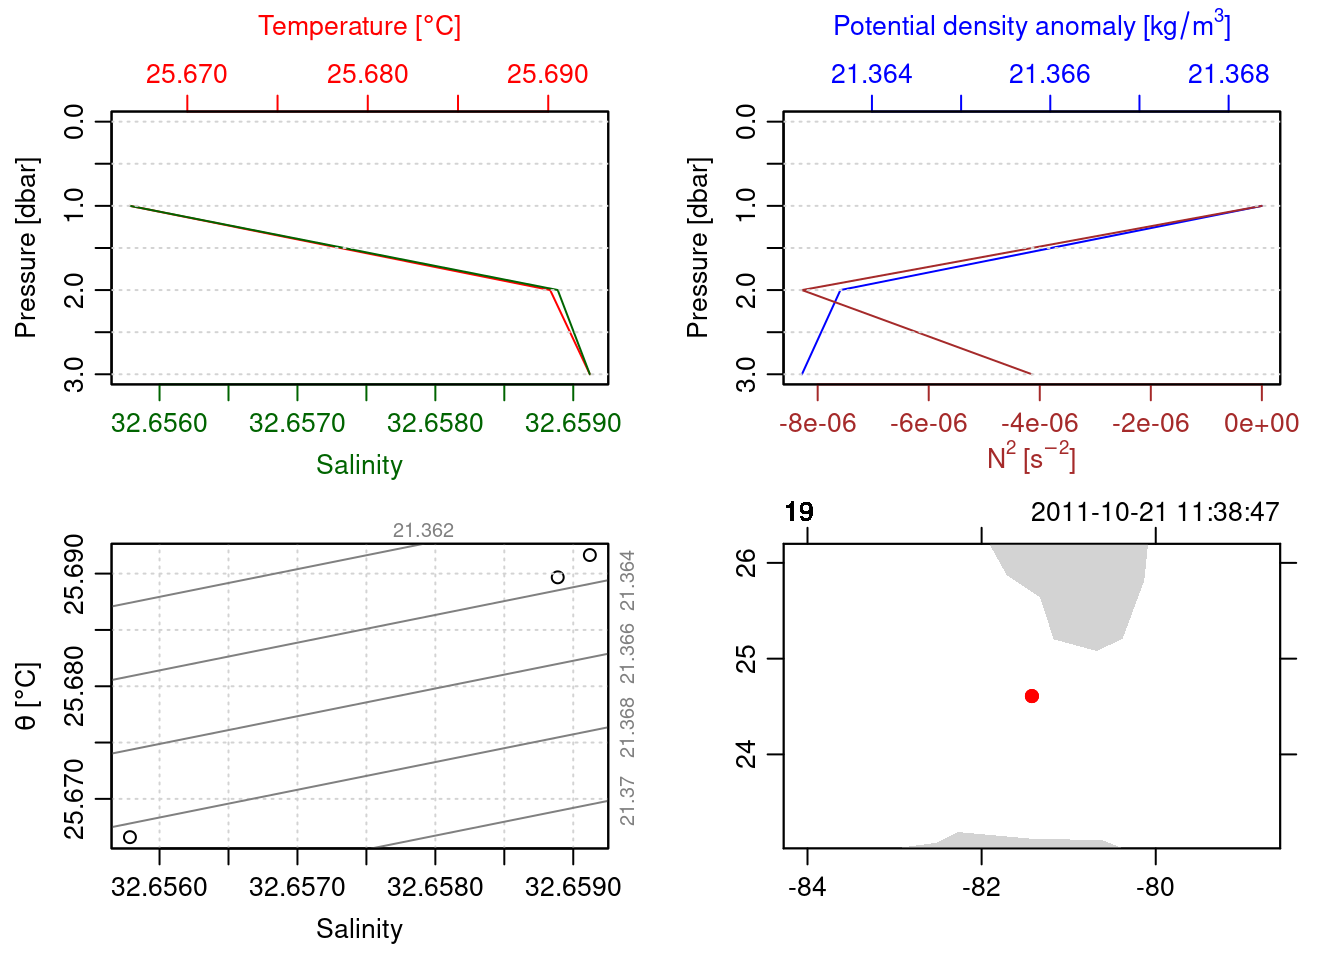 Temperature [°C]
25.670 25.680 25.690
Pressure [dbar]
0.0 1.0 2.0 3.0
32.6560 32.6570 32.6580 32.6590
Salinity
Potential density anomaly [kg/m³]
21.364 21.366 21.368
Pressure [dbar]
0.0 1.0 2.0 3.0
-8e-06 -6e-06 -4e-06 -2e-06 0e+00
N² [s⁻²]
21.362
θ [°C]
25.690 25.680 25.670
21.364 21.366 21.368 21.37
32.6560 32.6570 32.6580 32.6590
Salinity
19 2011-10-21 11:38:47
26 25 24
-84 -82 -80